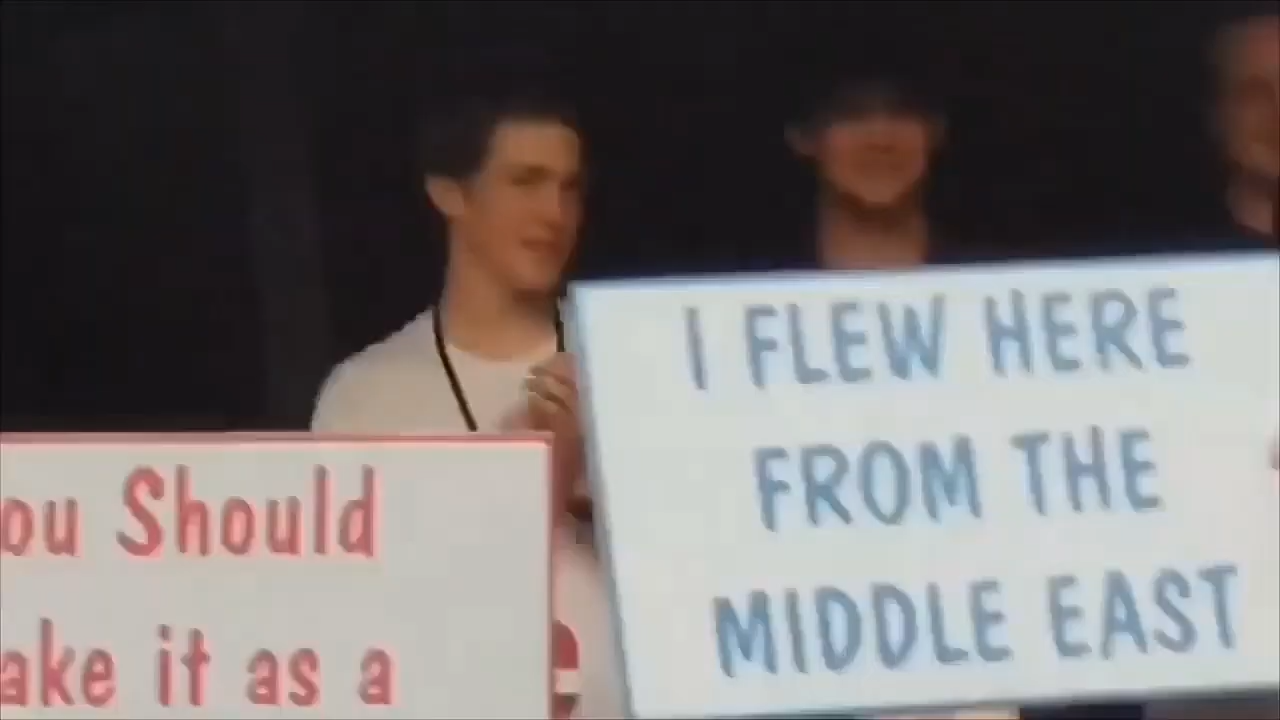 ou Should
ake it as a
I FLEW HERE
FROM THE
MIDDLE EAST